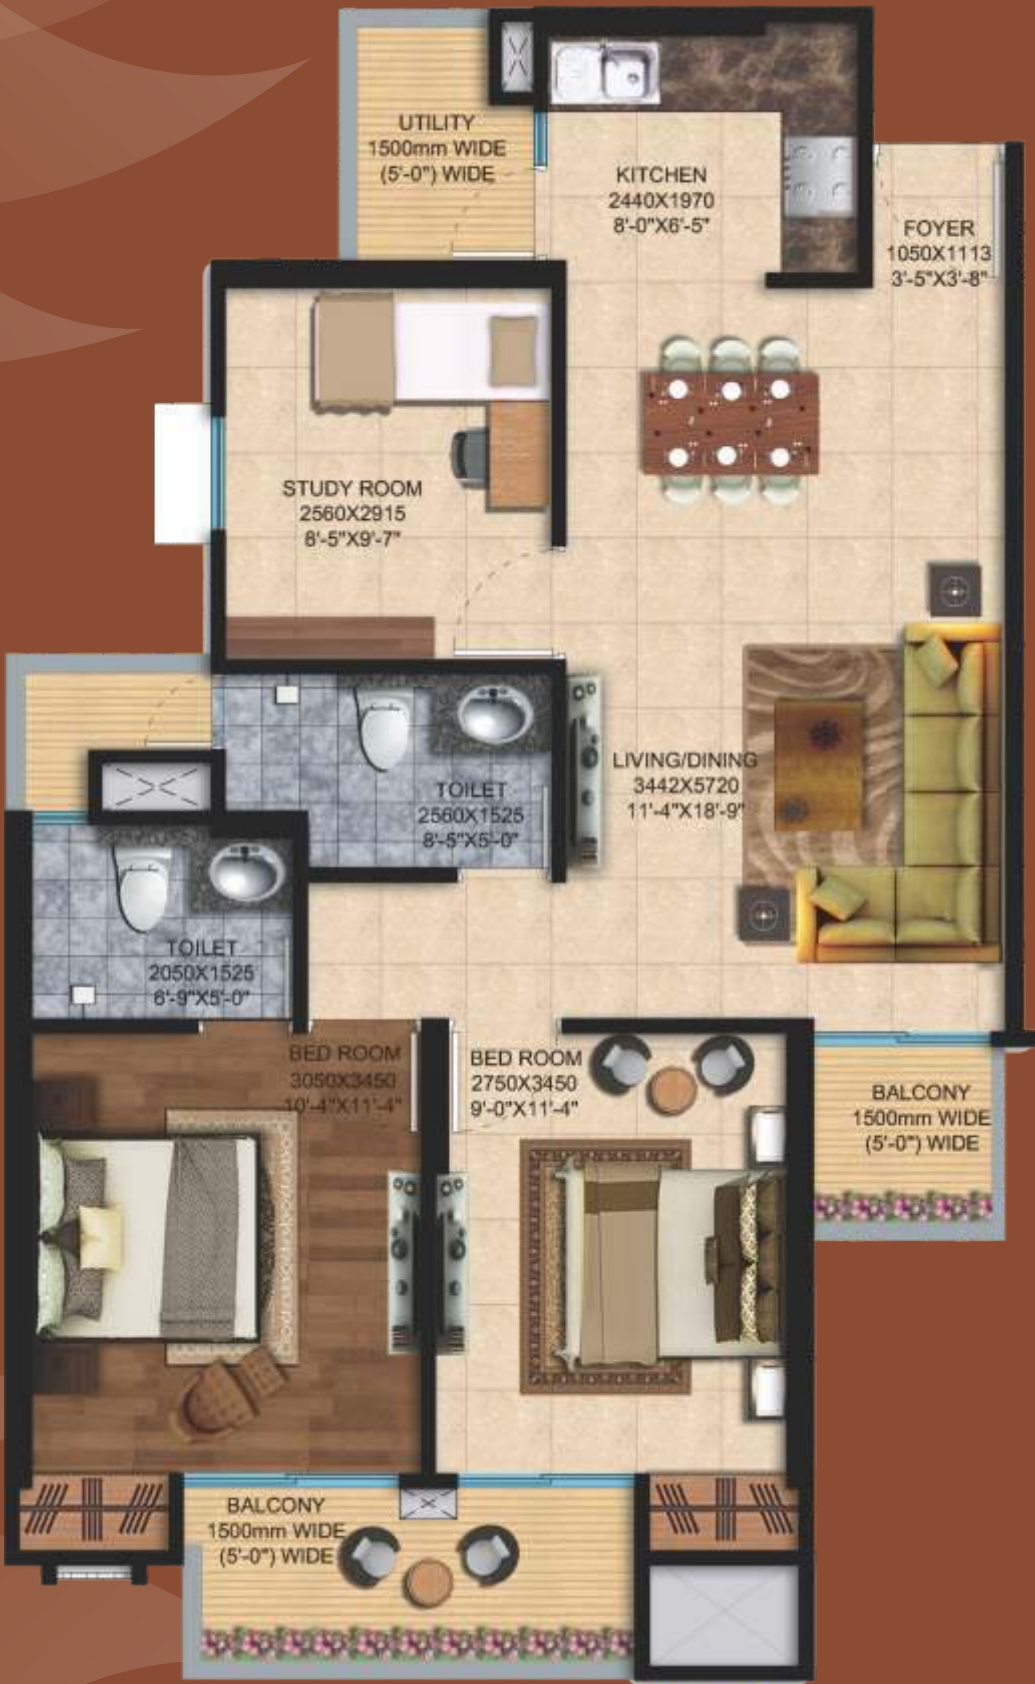 UTILITY
1500mm WIDE
(5'-0") WIDE
KITCHEN
2440X1970
8'-0"X6'-5"
FOYER
1050X1113
3'-5"X3'-8"
STUDY ROOM
2560X2915
8'-5"X9'-7"
LIVING/DINING
3442X5720
11'-4"X18'-9"
TOILET
2560X1525
8'-5"X5'-0"
TOILET
2050X1525
6'-9"X5'-0"
BED ROOM
3050X3450
10'-4"X11'-4"
BED ROOM
2750X3450
9'-0"X11'-4"
BALCONY
1500mm WIDE
(5'-0") WIDE
BALCONY
1500mm WIDE
(5'-0") WIDE